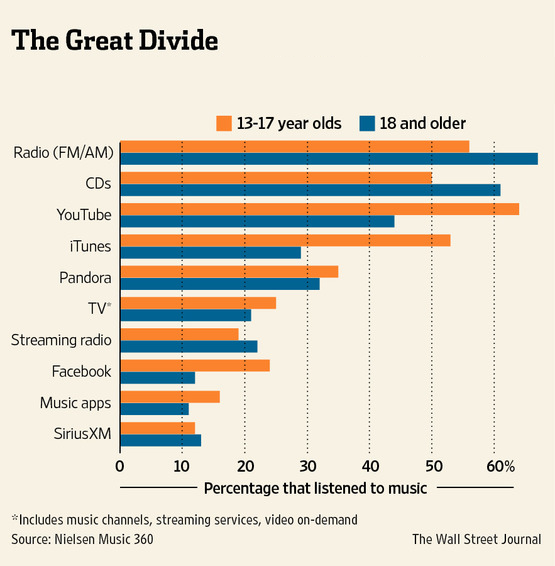 The Great Divide
13-17 year olds 18 and older
Radio (FM/AM)
CDs
YouTube
iTunes
Pandora
TV*
Streaming radio
Facebook
Music apps
SiriusXM
0 10 20 30 40 50 60%
Percentage that listened to music
*Includes music channels, streaming services, video on-demand
Source: Nielsen Music 360 The Wall Street Journal